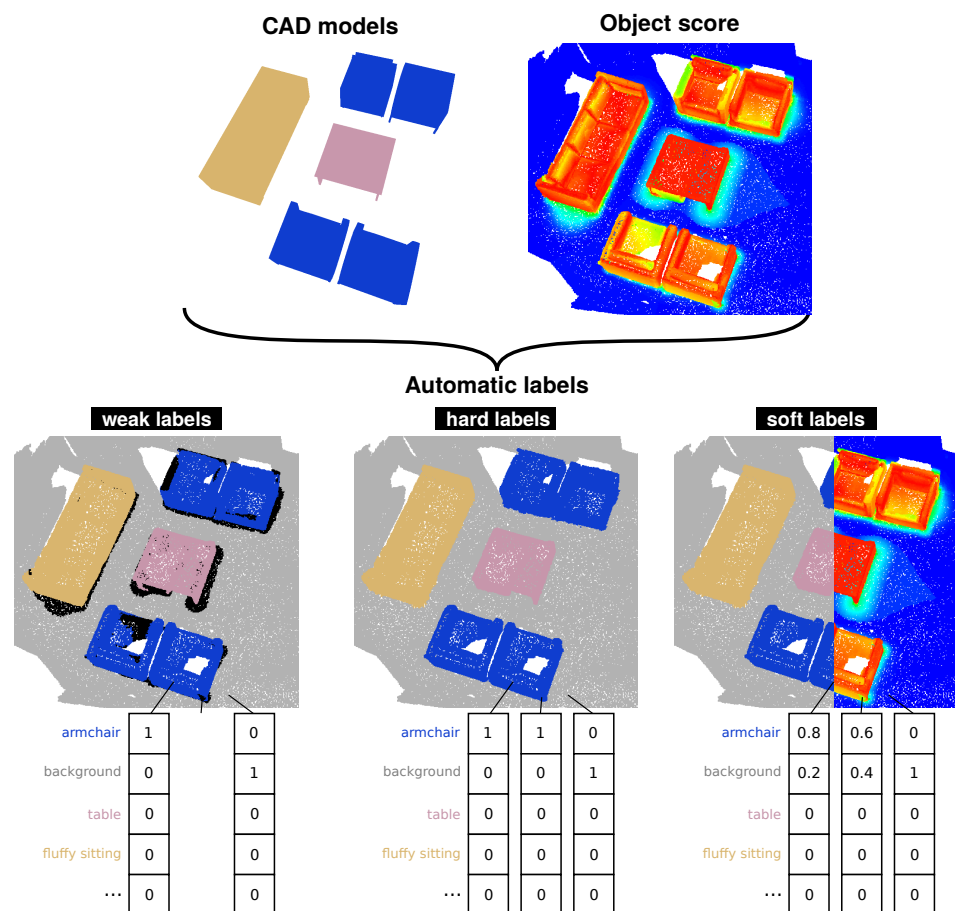 CAD models
Object score
Automatic labels
weak labels
hard labels
soft labels
armchair 1 0
background 0 1
table 0 0
fluffy sitting 0 0
... 0 0
armchair 1 1 0
background 0 0 1
table 0 0 0
fluffy sitting 0 0 0
... 0 0 0
armchair 0.8 0.6 0
background 0.2 0.4 1
table 0 0 0
fluffy sitting 0 0 0
... 0 0 0